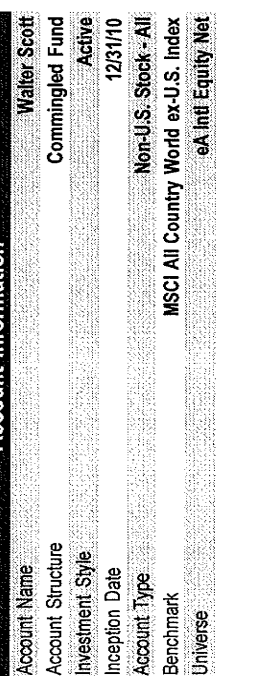 Account Information
Account Name Walter Scott
Account Structure Commingled Fund
Investment Style Active
Inception Date 12/31/10
Account Type Non-U.S. Stock - All
Benchmark MSCI All Country World ex-U.S. Index
Universe eA Intl Equity Net